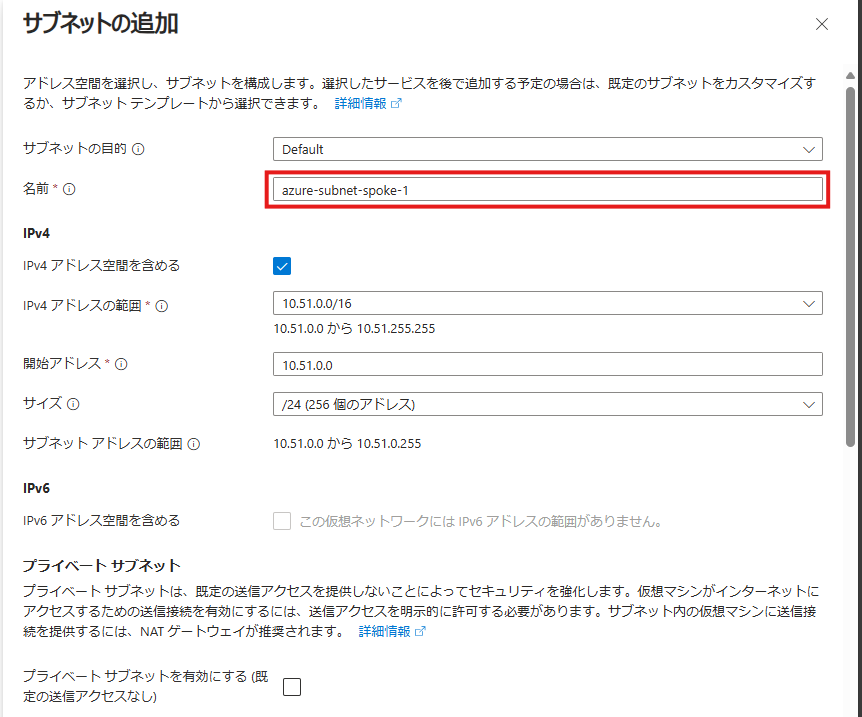 サブネットの追加
アドレス空間を選択し、サブネットを構成します。選択したサービスを後で追加する予定の場合は、既定のサブネットをカスタマイズす
るか、サブネット テンプレートから選択できます。 詳細情報
サブネットの目的
Default
名前 *
azure-subnet-spoke-1
IPv4
IPv4 アドレス空間を含める
IPv4 アドレスの範囲 *
10.51.0.0/16
10.51.0.0 から 10.51.255.255
開始アドレス *
10.51.0.0
サイズ
/24 (256 個のアドレス)
サブネット アドレスの範囲
10.51.0.0 から 10.51.0.255
IPv6
IPv6 アドレス空間を含める
この仮想ネットワークには IPv6 アドレスの範囲がありません。
プライベート サブネット
プライベート サブネットは、既定の送信アクセスを提供しないことによってセキュリティを強化します。仮想マシンがインターネットに
アクセスするための送信接続を有効にするには、送信アクセスを明示的に許可する必要があります。サブネット内の仮想マシンに送信接
続を提供するには、NAT ゲートウェイが推奨されます。 詳細情報
プライベート サブネットを有効にする (既
定の送信アクセスなし)